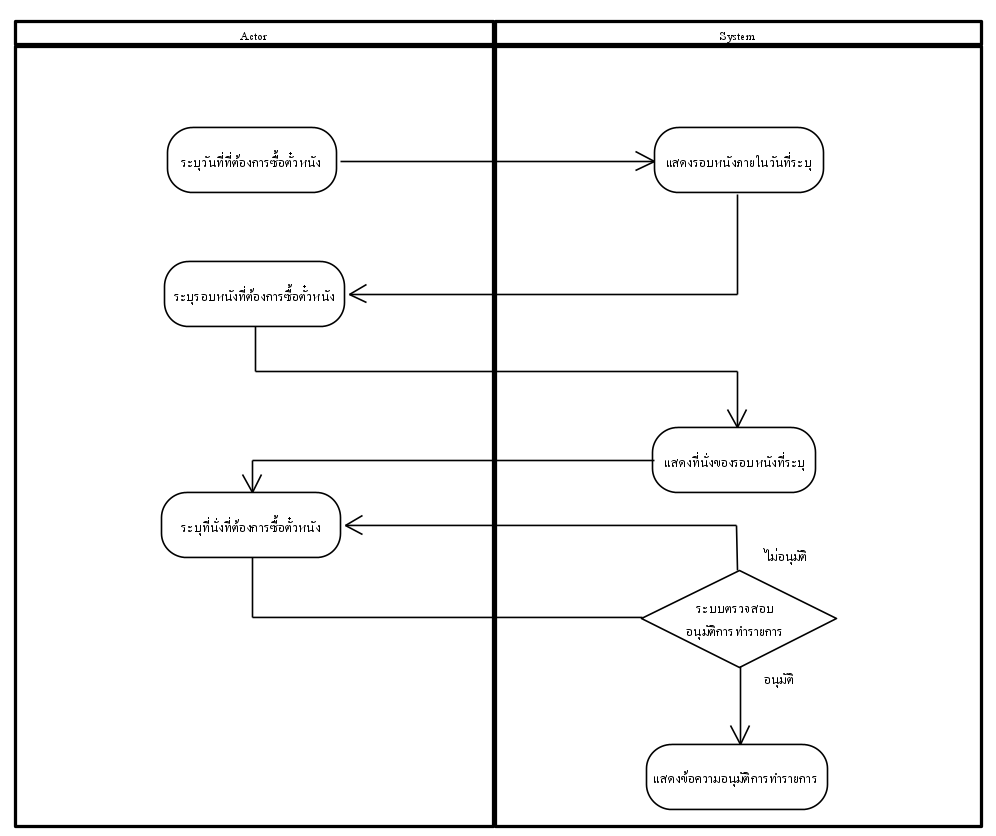 Actor
System
ระบุวันที่ที่ต้องการซื้อตั๋วหนัง
แสดงรอบหนังภายในวันที่ระบุ
ระบุรอบหนังที่ต้องการซื้อตั๋วหนัง
แสดงที่นั่งของรอบหนังที่ระบุ
ระบุที่นั่งที่ต้องการซื้อตั๋วหนัง
ไม่อนุมัติ
ระบบตรวจสอบ
อนุมัติการทำรายการ
อนุมัติ
แสดงข้อความอนุมัติการทำรายการ